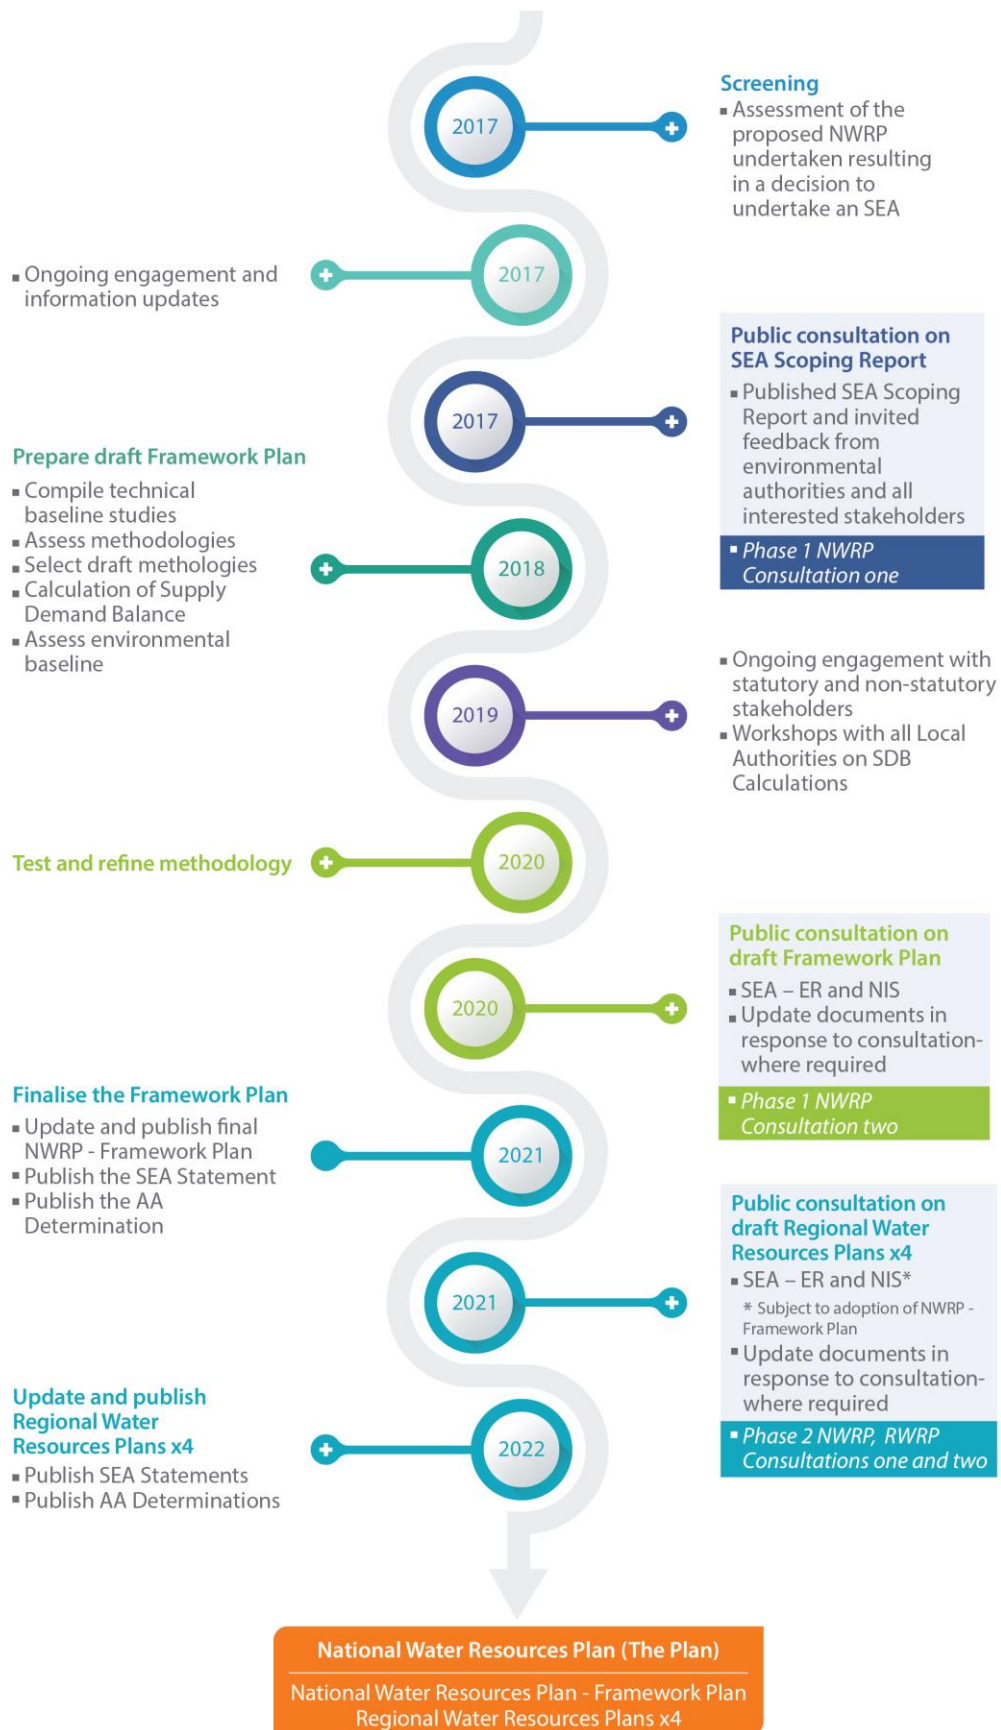 2017
Screening
▪ Assessment of the
proposed NWRP
undertaken resulting
in a decision to
undertake an SEA
▪ Ongoing engagement and
information updates
2017
2017
Public consultation on
SEA Scoping Report
▪ Published SEA Scoping
Report and invited
feedback from
environmental
authorities and all
interested stakeholders
▪ Phase 1 NWRP
Consultation one
Prepare draft Framework Plan
▪ Compile technical
baseline studies
▪ Assess methodologies
▪ Select draft methologies
▪ Calculation of Supply
Demand Balance
▪ Assess environmental
baseline
2018
2019
▪ Ongoing engagement with
statutory and non-statutory
stakeholders
▪ Workshops with all Local
Authorities on SDB
Calculations
Test and refine methodology
2020
2020
Public consultation on
draft Framework Plan
▪ SEA – ER and NIS
▪ Update documents in
response to consultation-
where required
▪ Phase 1 NWRP
Consultation two
Finalise the Framework Plan
▪ Update and publish final
NWRP - Framework Plan
▪ Publish the SEA Statement
▪ Publish the AA
Determination
2021
2021
Public consultation on
draft Regional Water
Resources Plans x4
▪ SEA – ER and NIS*
* Subject to adoption of NWRP -
Framework Plan
▪ Update documents in
response to consultation-
where required
▪ Phase 2 NWRP, RWRP
Consultations one and two
Update and publish
Regional Water
Resources Plans x4
▪ Publish SEA Statements
▪ Publish AA Determinations
2022
National Water Resources Plan (The Plan)
National Water Resources Plan - Framework Plan
Regional Water Resources Plans x4